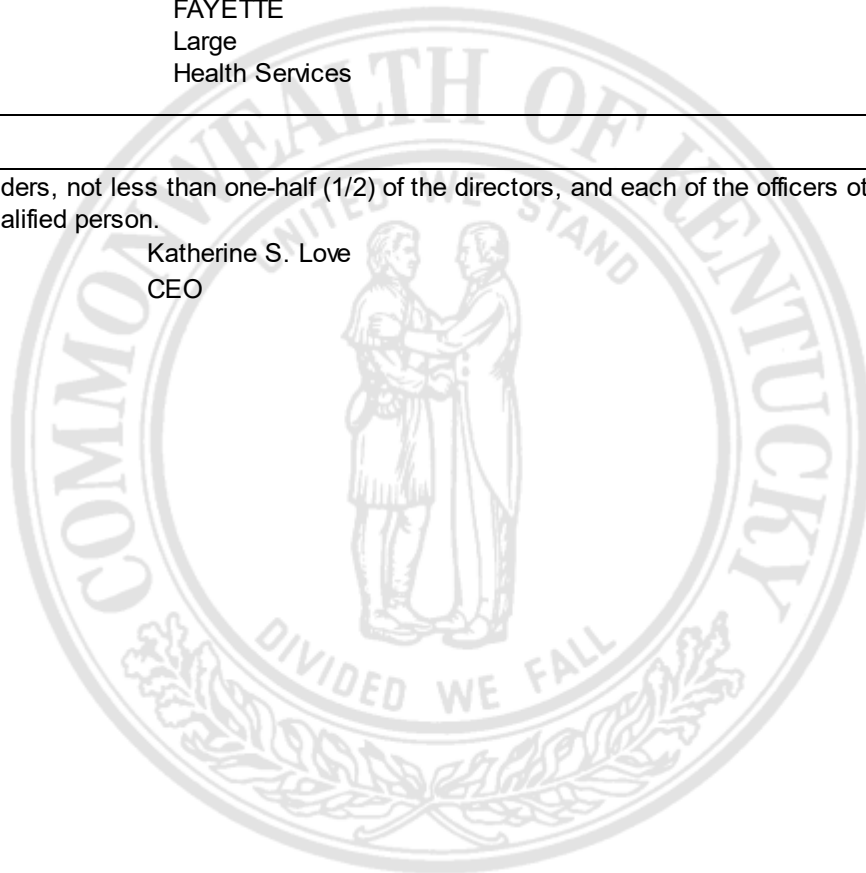 FAYETTE
Large
Health Services
ders, not less than one-half (1/2) of the directors, and each of the officers ot
alified person.
Katherine S. Love
CEO
COMMONWEALTH OF KENTUCKY
UNITED WE STAND
DIVIDED WE FALL